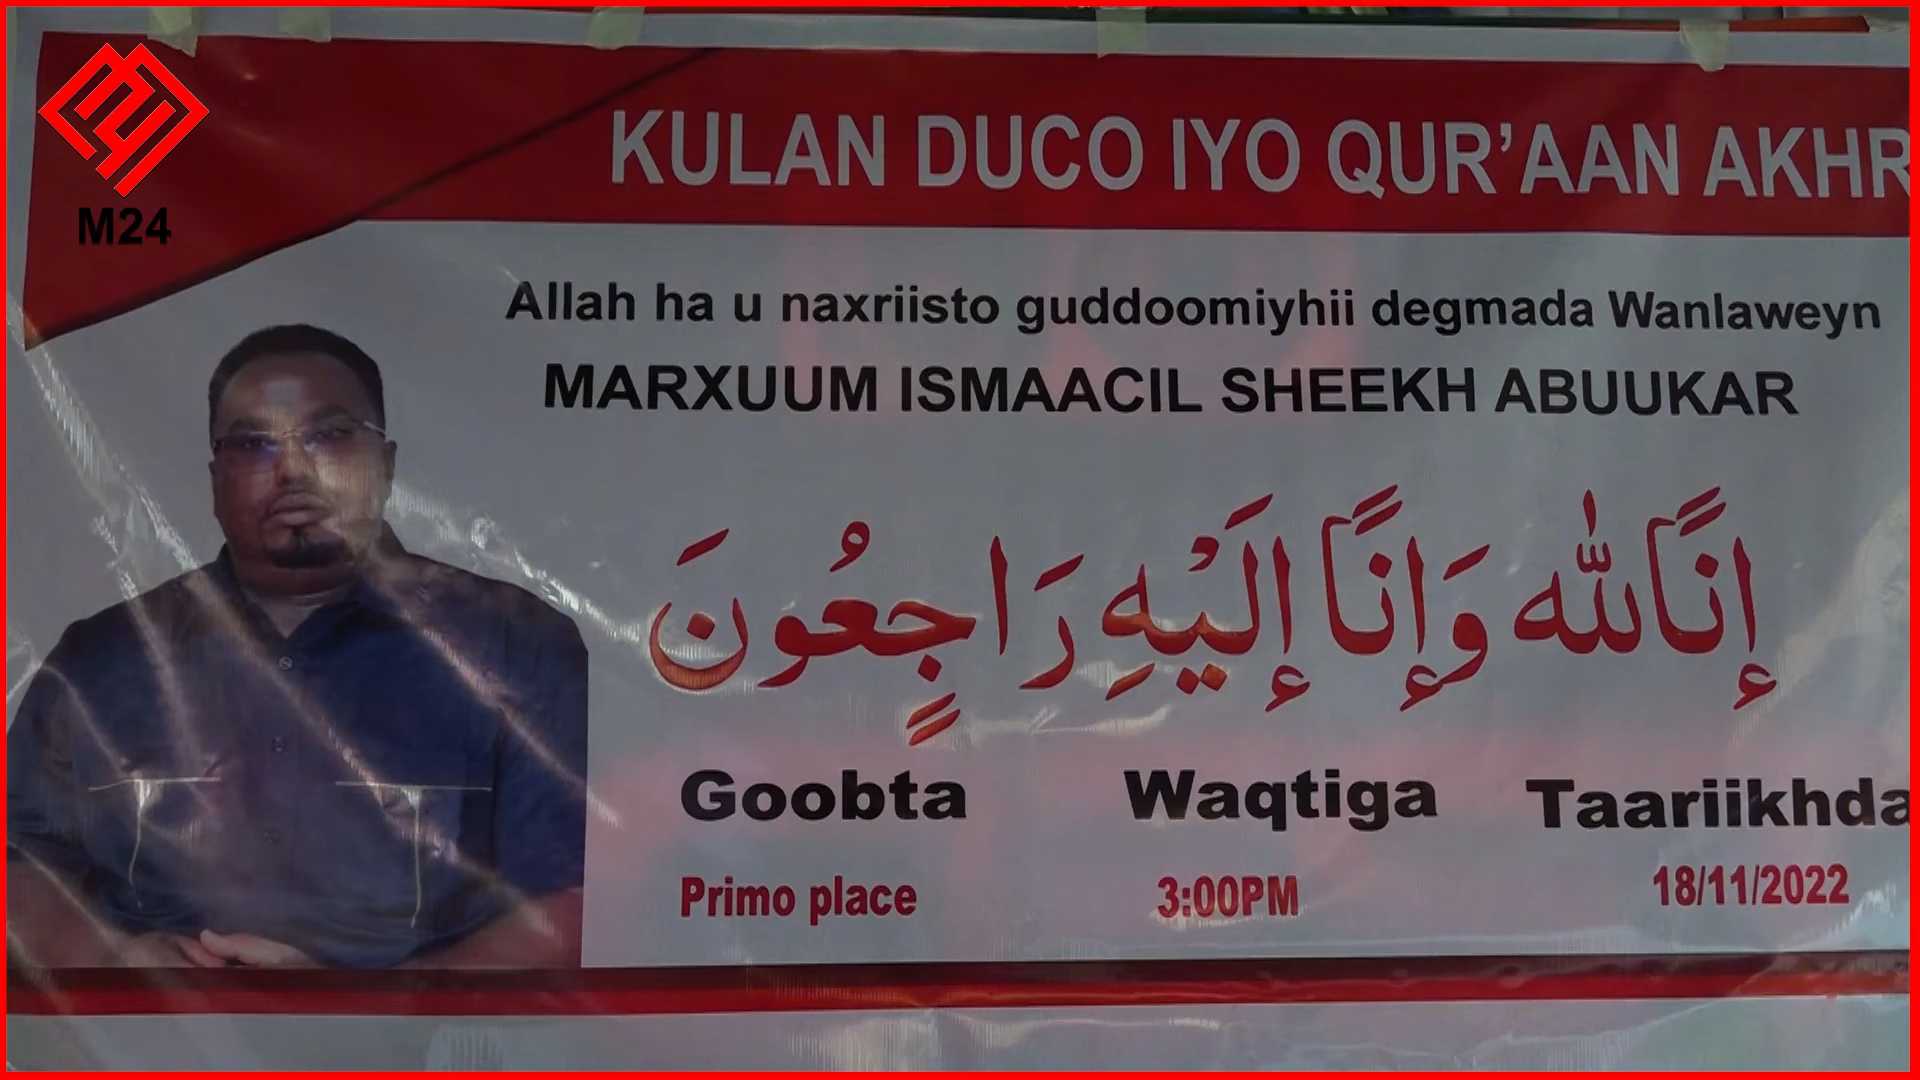 KULAN DUCO IYO QUR’AAN AKHR
M24
Allah ha u naxriisto guddoomiyhii degmada Wanlaweyn
MARXUUM ISMAACIL SHEEKH ABUUKAR
إِنَّا لِلّٰه وَإِنَّا إِلَيْهِ رَاجِعُونَ
Goobta Waqtiga Taariikhda
Primo place 3:00PM 18/11/2022